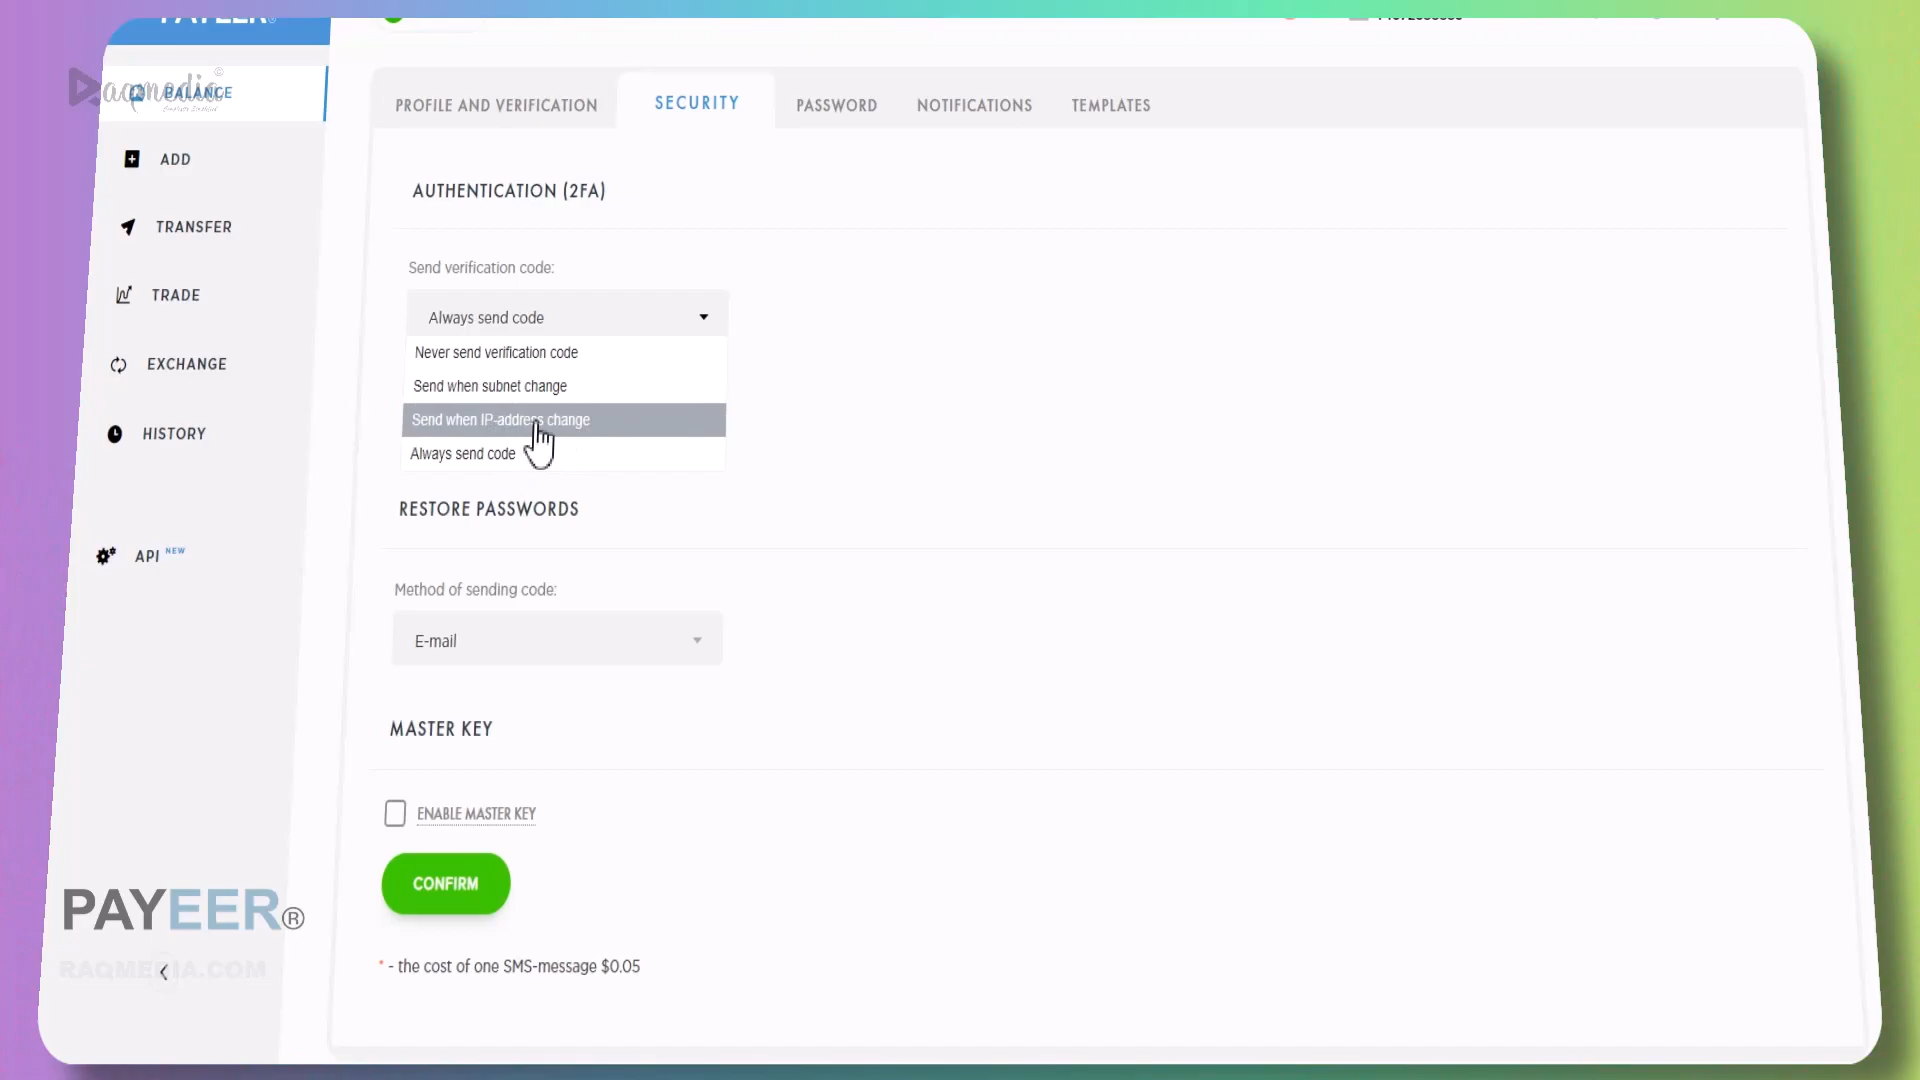 PAYEER®
aqmedia©
BALANCE
ADD
TRANSFER
TRADE
EXCHANGE
HISTORY
API NEW
PROFILE AND VERIFICATION
SECURITY
PASSWORD
NOTIFICATIONS
TEMPLATES
AUTHENTICATION (2FA)
Send verification code:
Always send code
Never send verification code
Send when subnet change
Send when IP-address change
Always send code
RESTORE PASSWORDS
Method of sending code:
E-mail
MASTER KEY
ENABLE MASTER KEY
CONFIRM
* - the cost of one SMS-message $0.05
PAYEER®
RAQMEDIA.COM